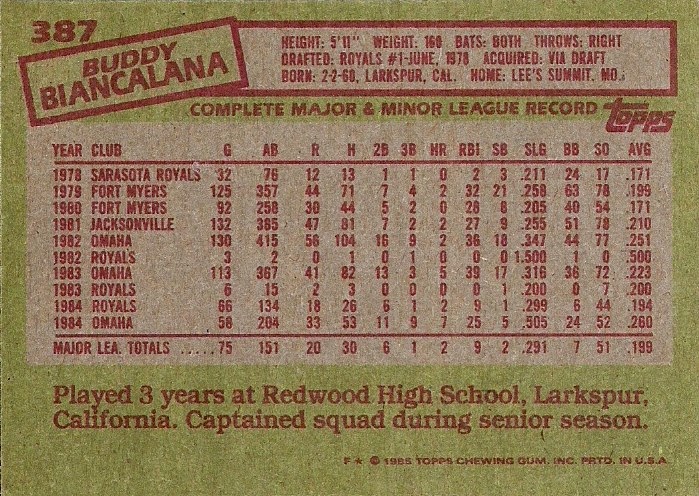 387
BUDDY
BIANCALANA
HEIGHT: 5'11" WEIGHT: 160 BATS: BOTH THROWS: RIGHT
DRAFTED: ROYALS #1-JUNE, 1978 ACQUIRED: VIA DRAFT
BORN: 2-2-60, LARKSPUR, CAL. HOME: LEE'S SUMMIT, MO.
COMPLETE MAJOR & MINOR LEAGUE RECORD topps
YEAR CLUB G AB R H 2B 3B HR RBI SB SLG BB SO AVG
1978 SARASOTA ROYALS 32 76 12 13 1 1 0 2 3 .211 24 17 .171
1979 FORT MYERS 125 357 44 71 7 4 2 32 21 .258 63 78 .199
1980 FORT MYERS 92 258 30 44 5 2 0 26 8 .205 40 54 .171
1981 JACKSONVILLE 132 385 47 81 7 2 2 27 9 .255 51 78 .210
1982 OMAHA 130 415 56 104 16 9 2 36 18 .347 44 77 .251
1982 ROYALS 3 2 0 1 0 1 0 0 0 1.500 1 0 .500
1983 OMAHA 113 367 41 82 13 3 5 39 17 .316 36 72 .223
1983 ROYALS 6 15 2 3 0 0 0 0 1 .200 0 7 .200
1984 ROYALS 66 134 18 26 6 1 2 9 1 .299 6 44 .194
1984 OMAHA 58 204 33 53 11 9 7 25 5 .505 24 52 .260
MAJOR LEA. TOTALS .....75 151 20 30 6 1 2 9 2 .291 7 51 .199
Played 3 years at Redwood High School, Larkspur,
California. Captained squad during senior season.
F ★ © 1985 TOPPS CHEWING GUM, INC. PRTD. IN U.S.A.